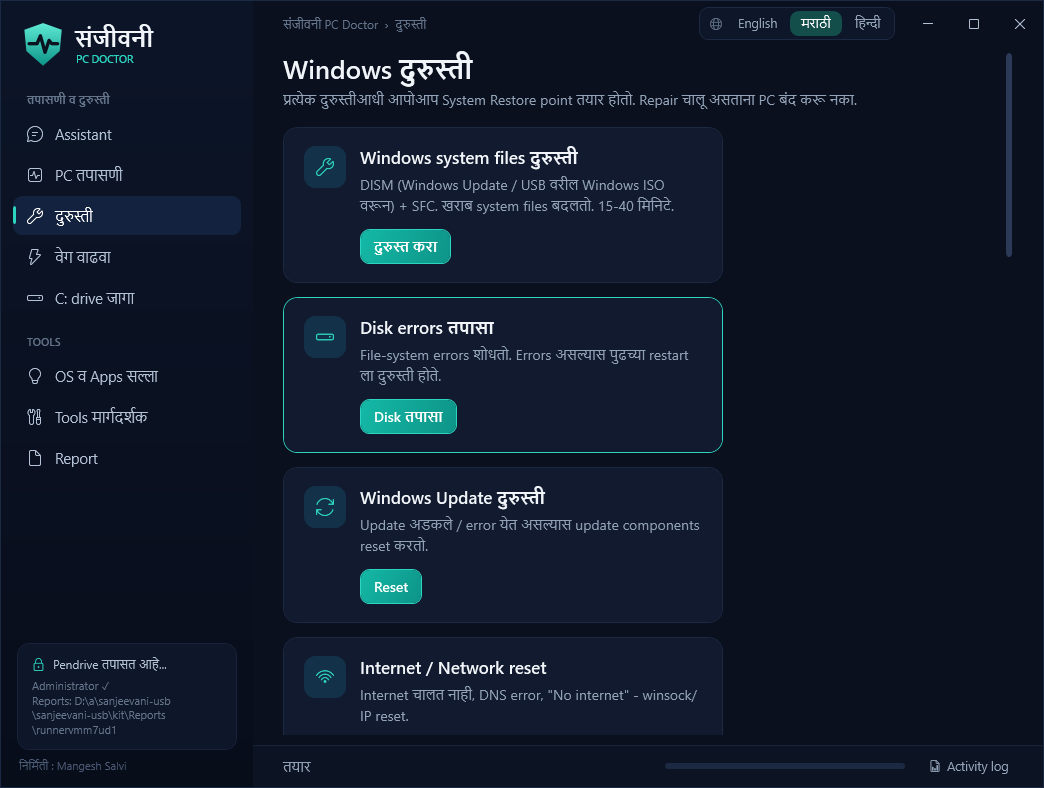 संजीवनी
PC DOCTOR
तपासणी व दुरुस्ती
Assistant
PC तपासणी
दुरुस्ती
वेग वाढवा
C: drive जागा
TOOLS
OS व Apps सल्ला
Tools मार्गदर्शक
Report
Pendrive तपासत आहे...
Administrator ✓
Reports: D:\a\sanjeevani-usb
\sanjeevani-usb\kit\Reports
\runnervmm7ud1
निर्मिती : Mangesh Salvi
संजीवनी PC Doctor › दुरुस्ती
English मराठी हिन्दी
Windows दुरुस्ती
प्रत्येक दुरुस्तीआधी आपोआप System Restore point तयार होतो. Repair चालू असताना PC बंद करू नका.
Windows system files दुरुस्ती
DISM (Windows Update / USB वरील Windows ISO
वरून) + SFC. खराब system files बदलतो. 15-40 मिनिटे.
दुरुस्त करा
Disk errors तपासा
File-system errors शोधतो. Errors असल्यास पुढच्या restart
ला दुरुस्ती होते.
Disk तपासा
Windows Update दुरुस्ती
Update अडकले / error येत असल्यास update components
reset करतो.
Reset
Internet / Network reset
Internet चालत नाही, DNS error, "No internet" - winsock/
IP reset.
तयार
Activity log